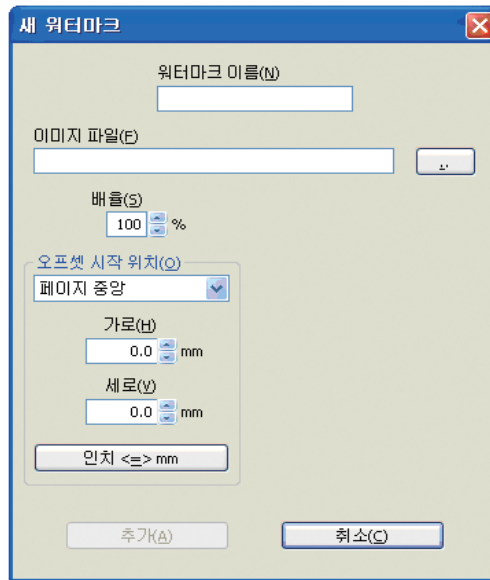 새 워터마크
워터마크 이름(N)
이미지 파일(F)
..
배율(S)
100 %
오프셋 시작 위치(O)
페이지 중앙
가로(H)
0.0 mm
세로(V)
0.0 mm
인치 <=> mm
추가(A) 취소(C)